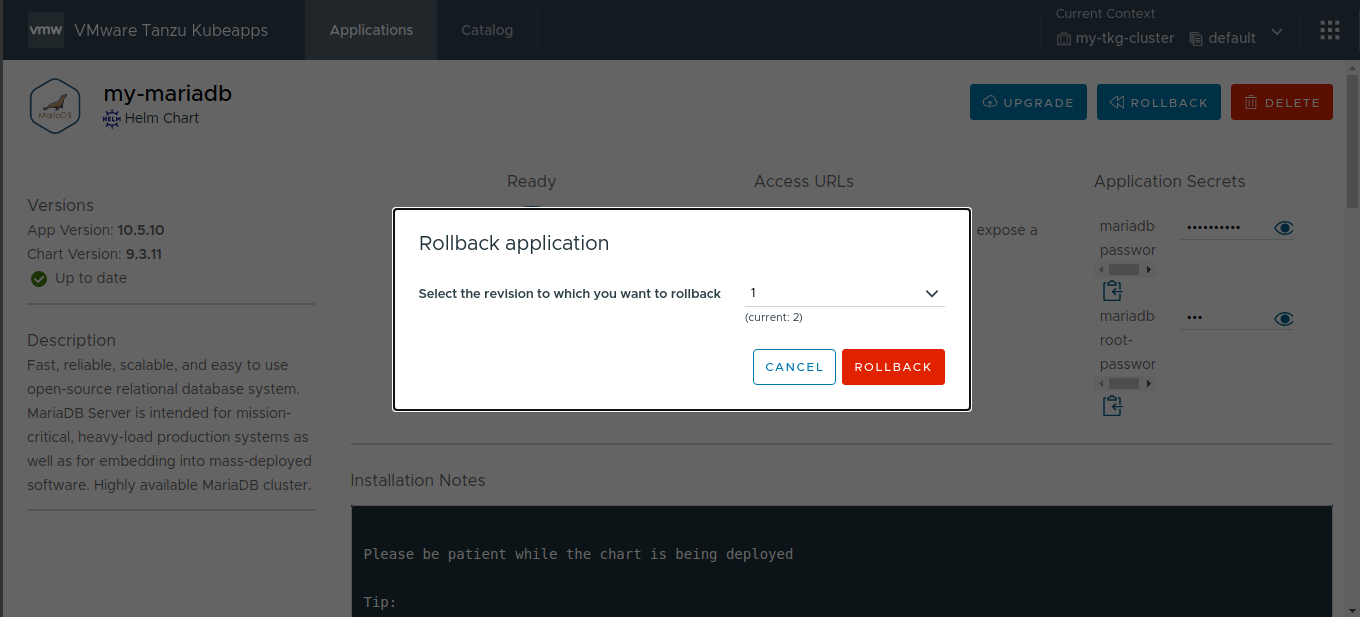 vmw VMware Tanzu Kubeapps
Applications
Catalog
Current Context
my-tkg-cluster default
MariaDB
my-mariadb
HELM Helm Chart
UPGRADE
ROLLBACK
DELETE
Versions
App Version: 10.5.10
Chart Version: 9.3.11
Up to date
Description
Fast, reliable, scalable, and easy to use
open-source relational database system.
MariaDB Server is intended for mission-
critical, heavy-load production systems as
well as for embedding into mass-deployed
software. Highly available MariaDB cluster.
Ready
Access URLs
expose a
Application Secrets
mariadb
passwor
••••••••••
mariadb
root-
passwor
•••
Rollback application
Select the revision to which you want to rollback
1
(current: 2)
CANCEL
ROLLBACK
Installation Notes
Please be patient while the chart is being deployed
Tip: